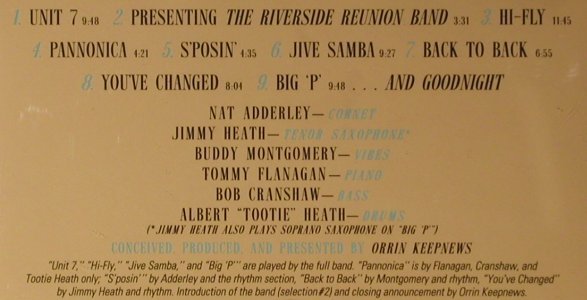 1. UNIT 7 9:48 2. PRESENTING THE RIVERSIDE REUNION BAND 3:31 3. HI-FLY 11:45
4. PANNONICA 4:21 5. S'POSIN' 4:35 6. JIVE SAMBA 9:27 7. BACK TO BACK 6:55
8. YOU'VE CHANGED 8:04 9. BIG 'P' 9:48 . . . AND GOODNIGHT
NAT ADDERLEY— CORNET
JIMMY HEATH— TENOR SAXOPHONE*
BUDDY MONTGOMERY— VIBES
TOMMY FLANAGAN— PIANO
BOB CRANSHAW— BASS
ALBERT "TOOTIE" HEATH— DRUMS
(*JIMMY HEATH ALSO PLAYS SOPRANO SAXOPHONE ON "BIG 'P'")
CONCEIVED, PRODUCED, AND PRESENTED BY ORRIN KEEPNEWS
"Unit 7," "Hi-Fly," "Jive Samba," and "Big 'P'" are played by the full band. "Pannonica" is by Flanagan, Cranshaw, and
Tootie Heath only; "S'posin'" by Adderley and the rhythm section, "Back to Back" by Montgomery and rhythm, "You've Changed"
by Jimmy Heath and rhythm. Introduction of the band (selection #2) and closing announcement by Orrin Keepnews.